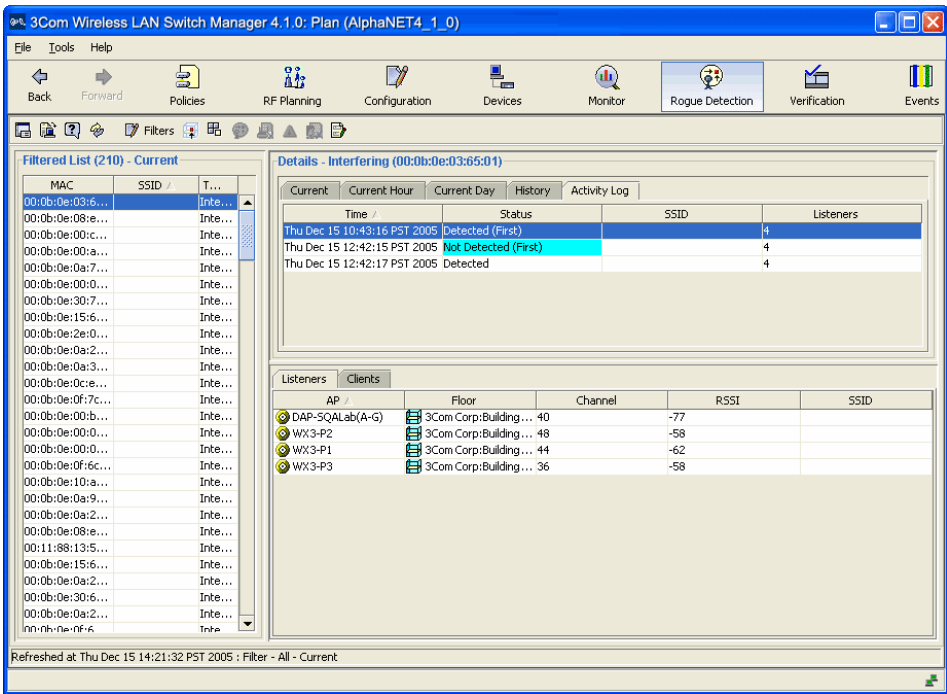 3Com Wireless LAN Switch Manager 4.1.0: Plan (AlphaNET4_1_0)
File Tools Help
Back Forward Policies RF Planning Configuration Devices Monitor Rogue Detection Verification Events
Filters
Filtered List (210) - Current
MAC SSID T...
00:0b:0e:03:6... Inte...
00:0b:0e:08:e... Inte...
00:0b:0e:00:c... Inte...
00:0b:0e:00:a... Inte...
00:0b:0e:0a:7... Inte...
00:0b:0e:00:0... Inte...
00:0b:0e:30:7... Inte...
00:0b:0e:15:6... Inte...
00:0b:0e:2e:0... Inte...
00:0b:0e:0a:2... Inte...
00:0b:0e:0a:3... Inte...
00:0b:0e:0c:e... Inte...
00:0b:0e:0f:7c... Inte...
00:0b:0e:00:b... Inte...
00:0b:0e:00:0... Inte...
00:0b:0e:00:0... Inte...
00:0b:0e:0f:6c... Inte...
00:0b:0e:10:a... Inte...
00:0b:0e:0a:9... Inte...
00:0b:0e:0a:2... Inte...
00:0b:0e:08:e... Inte...
00:11:88:13:5... Inte...
00:0b:0e:15:6... Inte...
00:0b:0e:0a:2... Inte...
00:0b:0e:30:6... Inte...
00:0b:0e:0a:2... Inte...
00:0b:0e:0f:6... Inte...
Details - Interfering (00:0b:0e:03:65:01)
Current Current Hour Current Day History Activity Log
Time Status SSID Listeners
Thu Dec 15 10:43:16 PST 2005 Detected (First) 4
Thu Dec 15 12:42:15 PST 2005 Not Detected (First) 4
Thu Dec 15 12:42:17 PST 2005 Detected 4
Listeners Clients
AP Floor Channel RSSI SSID
DAP-SQALab(A-G) 3Com Corp:Building... 40 -77
WX3-P2 3Com Corp:Building... 48 -58
WX3-P1 3Com Corp:Building... 44 -62
WX3-P3 3Com Corp:Building... 36 -58
Refreshed at Thu Dec 15 14:21:32 PST 2005 : Filter - All - Current